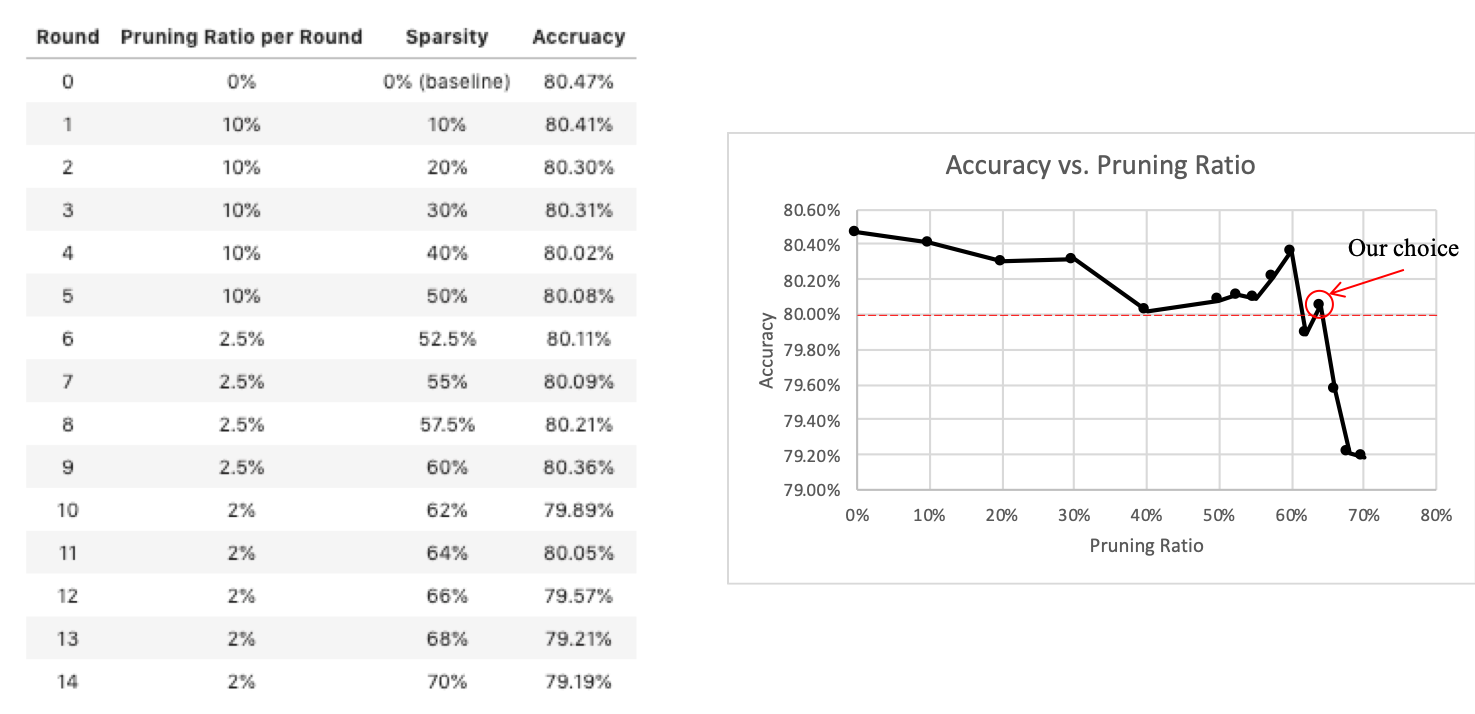 Round Pruning Ratio per Round Sparsity Accruacy
0 0% 0% (baseline) 80.47%
1 10% 10% 80.41%
2 10% 20% 80.30%
3 10% 30% 80.31%
4 10% 40% 80.02%
5 10% 50% 80.08%
6 2.5% 52.5% 80.11%
7 2.5% 55% 80.09%
8 2.5% 57.5% 80.21%
9 2.5% 60% 80.36%
10 2% 62% 79.89%
11 2% 64% 80.05%
12 2% 66% 79.57%
13 2% 68% 79.21%
14 2% 70% 79.19%
Accuracy vs. Pruning Ratio
Accuracy
80.60%
80.40%
80.20%
80.00%
79.80%
79.60%
79.40%
79.20%
79.00%
Our choice
0% 10% 20% 30% 40% 50% 60% 70% 80%
Pruning Ratio